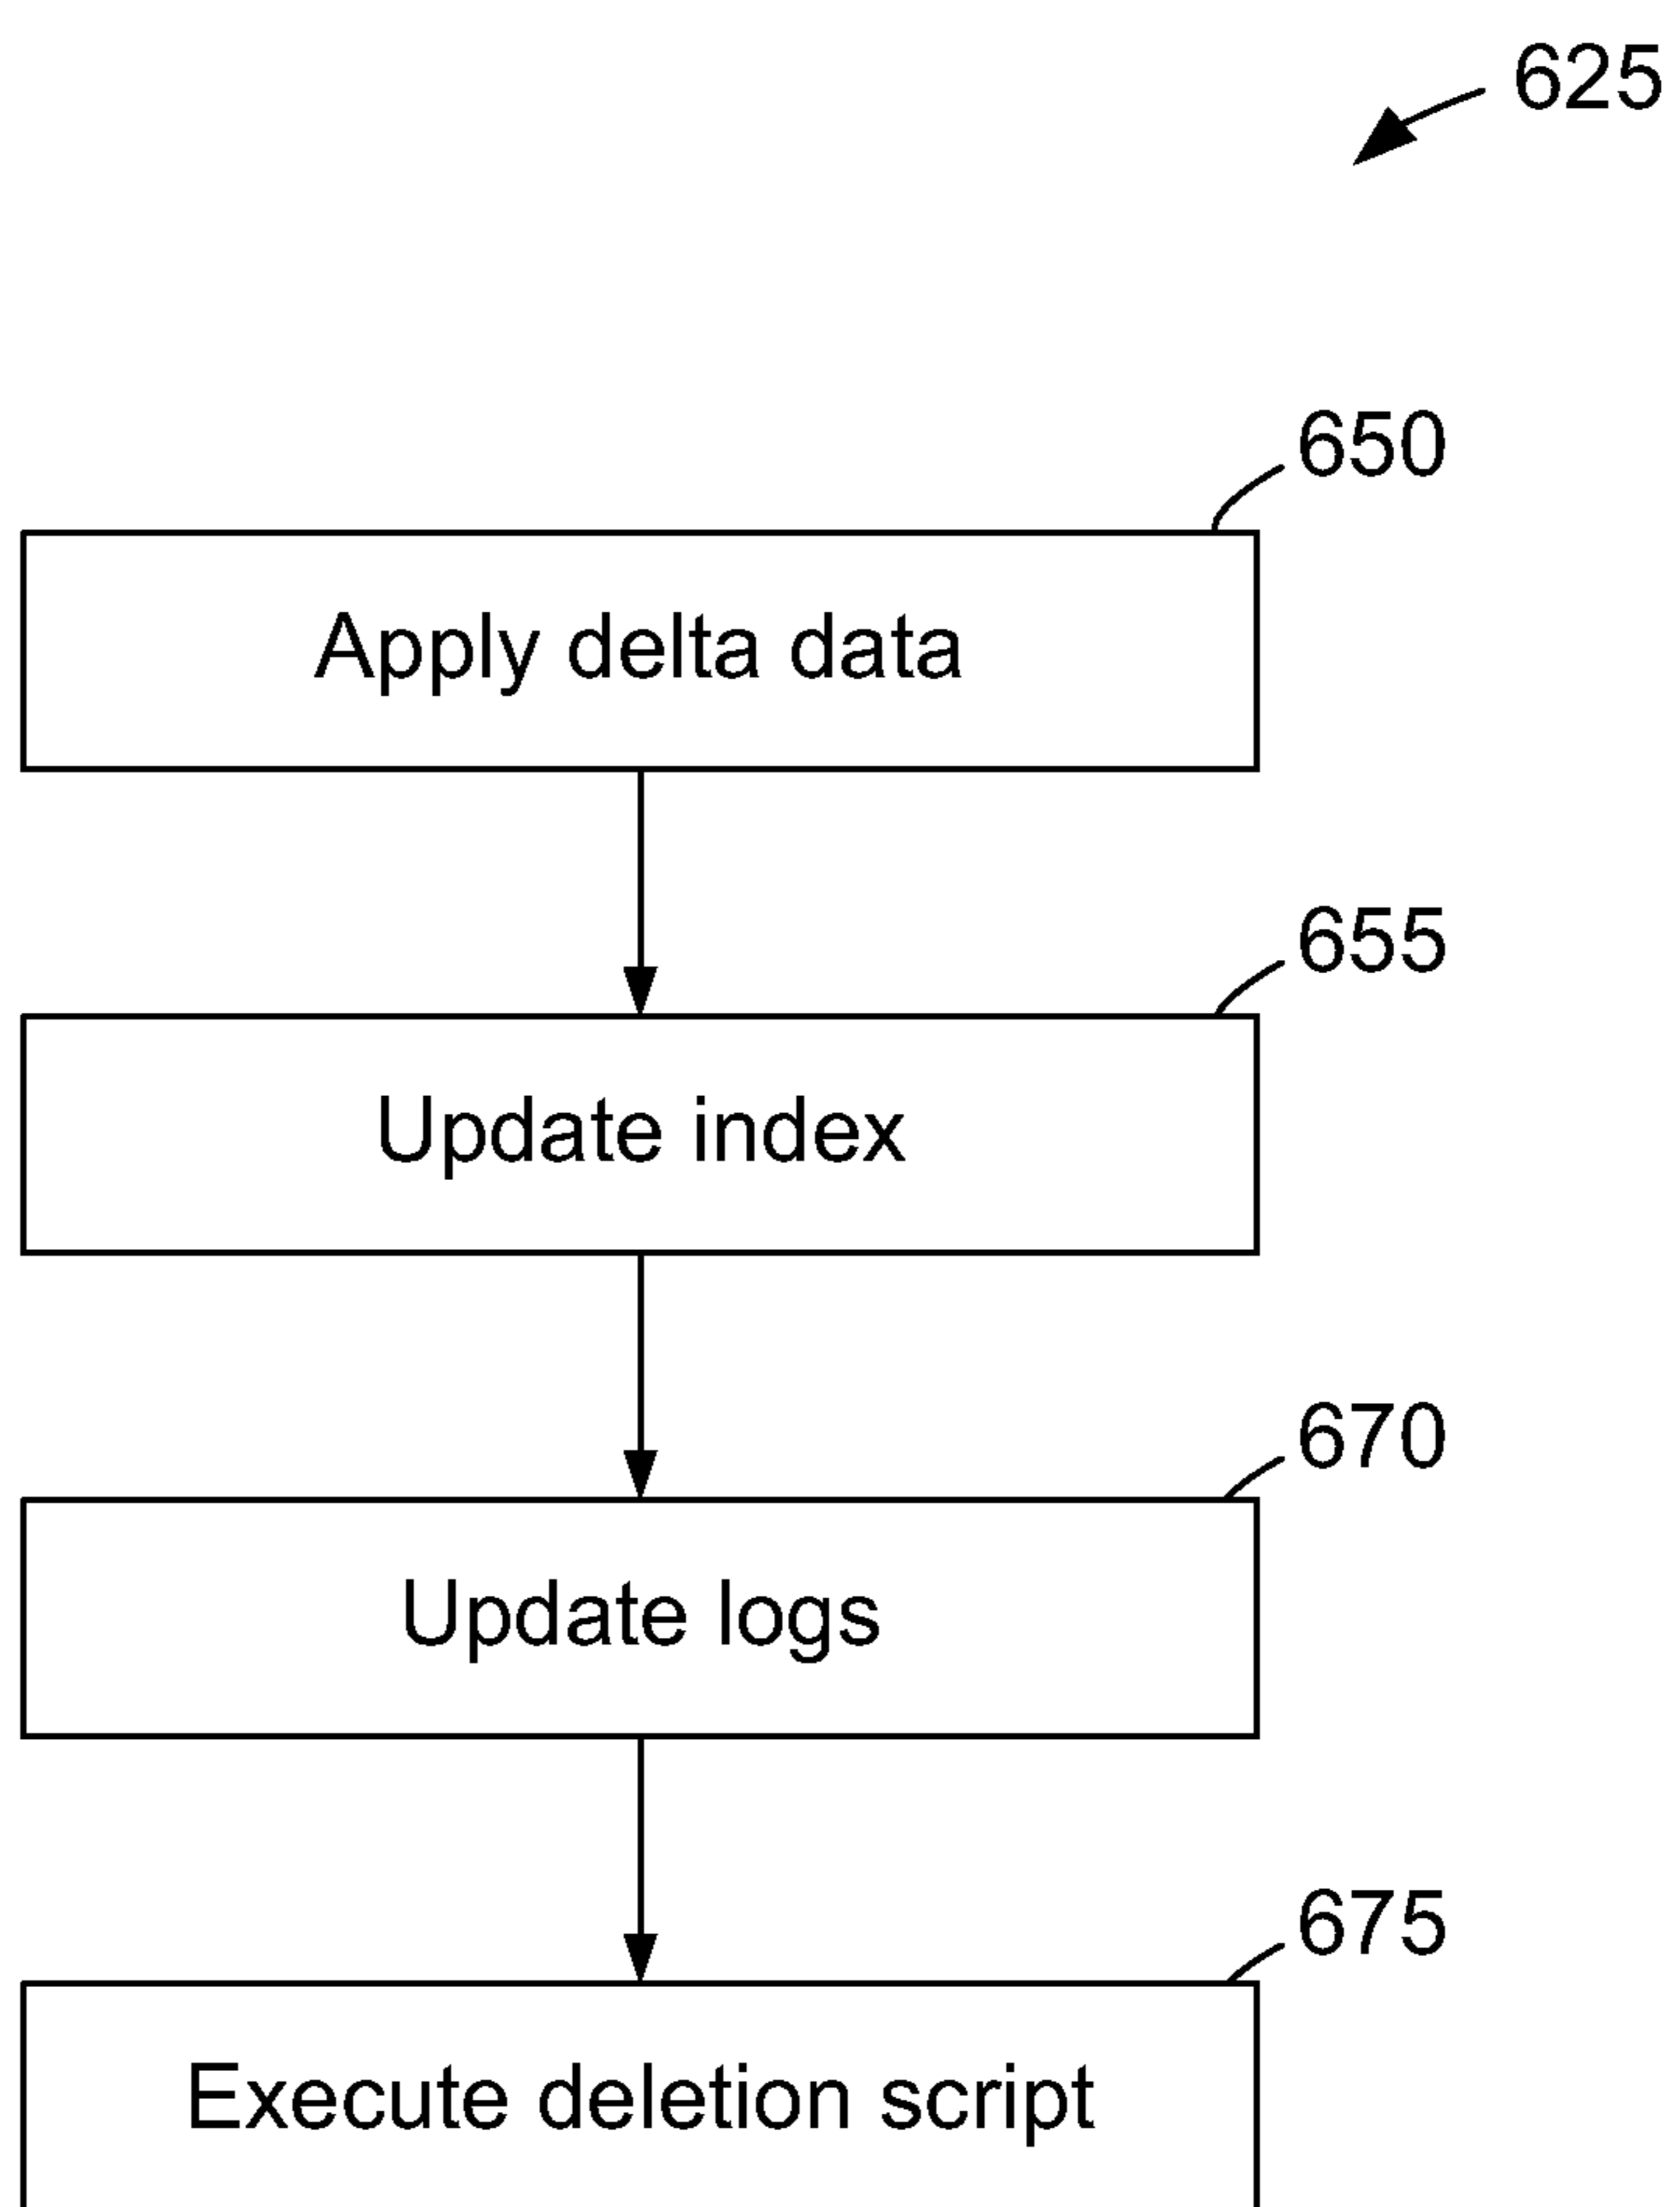 625
650
Apply delta data
655
Update index
670
Update logs
675
Execute deletion script